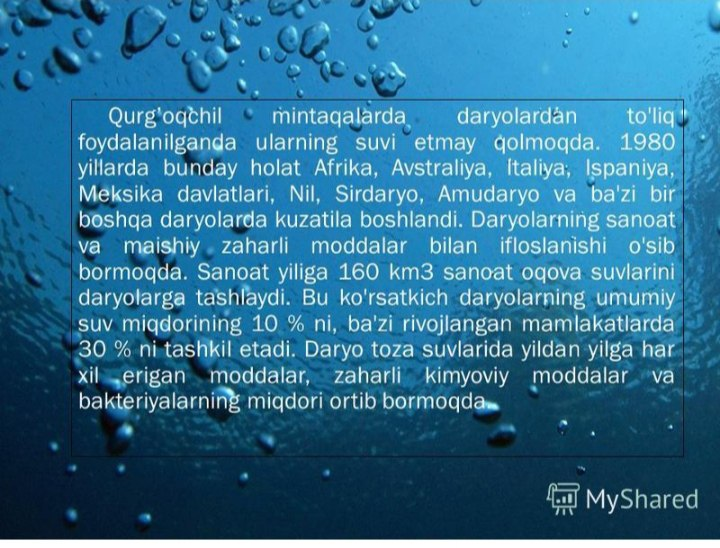 Qurg'oqchil mintaqalarda daryolardan to'liq
foydalanilganda ularning suvi etmay qolmoqda. 1980
yillarda bunday holat Afrika, Avstraliya, Italiya, Ispaniya,
Meksika davlatlari, Nil, Sirdaryo, Amudaryo va ba'zi bir
boshqa daryolarda kuzatila boshlandi. Daryolarning sanoat
va maishiy zaharli moddalar bilan ifloslanishi o'sib
bormoqda. Sanoat yiliga 160 km3 sanoat oqova suvlarini
daryolarga tashlaydi. Bu ko'rsatkich daryolarning umumiy
suv miqdorining 10 % ni, ba'zi rivojlangan mamlakatlarda
30 % ni tashkil etadi. Daryo toza suvlarida yildan yilga har
xil erigan moddalar, zaharli kimyoviy moddalar va
bakteriyalarning miqdori ortib bormoqda.
MyShared